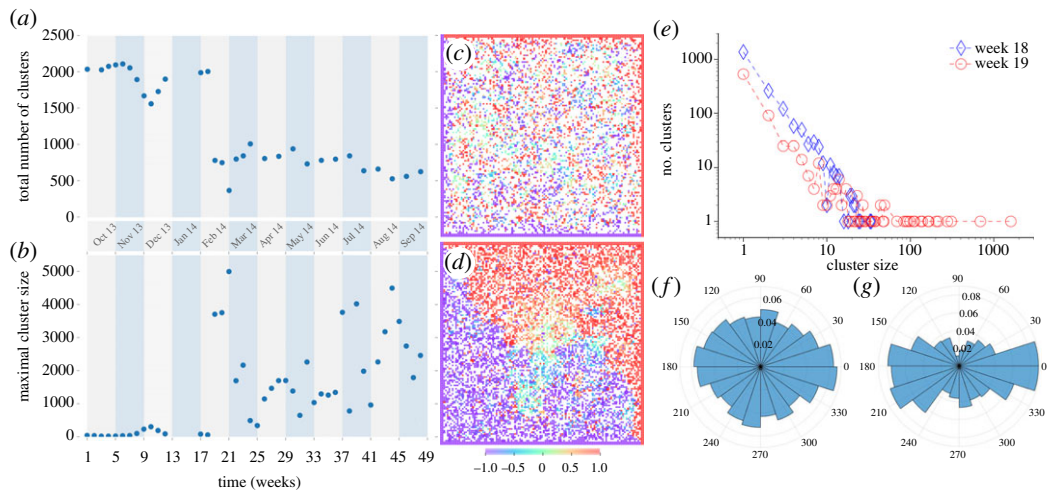 (a)
2500
2000
1500
1000
500
0
total number of clusters
Oct 13
Nov 13
Dec 13
Jan 14
Feb 14
Mar 14
Apr 14
May 14
Jun 14
Jul 14
Aug 14
Sep 14
(b)
5000
4000
3000
2000
1000
0
maximal cluster size
1 5 9 13 17 21 25 29 33 37 41 45 49
time (weeks)
(c)
(d)
−1.0 −0.5 0 0.5 1.0
(e)
1000
100
10
1
no. clusters
week 18
week 19
1 10 100 1000
cluster size
(f)
90
120 60
150 30
180 0
210 330
240 300
270
0.06
0.04
0.02
(g)
90
120 60
150 30
180 0
210 330
240 300
270
0.08
0.06
0.04
0.02